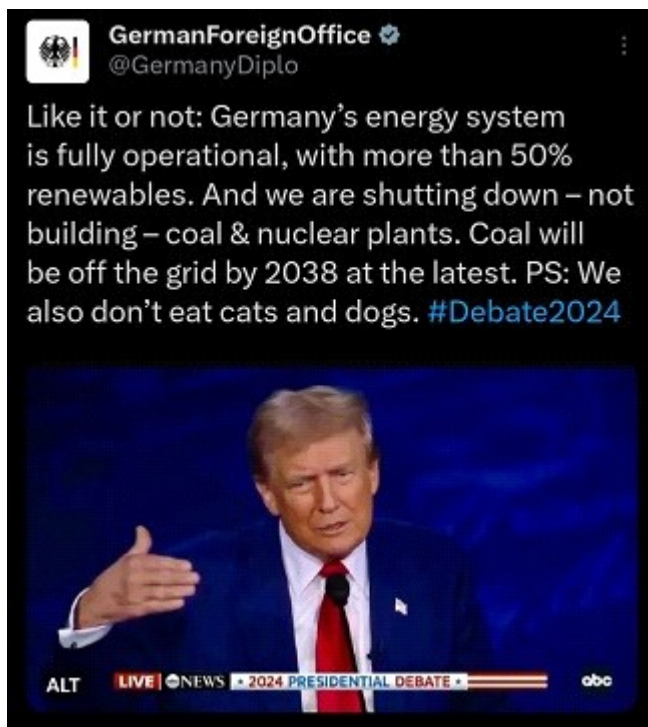 GermanForeignOffice
@GermanyDiplo
Like it or not: Germany’s energy system
is fully operational, with more than 50%
renewables. And we are shutting down – not
building – coal & nuclear plants. Coal will
be off the grid by 2038 at the latest. PS: We
also don’t eat cats and dogs. #Debate2024
ALT LIVE abc NEWS 2024 PRESIDENTIAL DEBATE abc